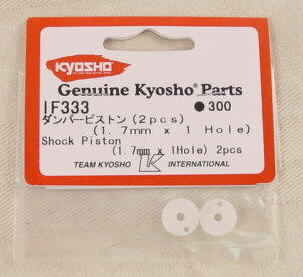 KYOSHO
Genuine Kyosho Parts
IF333 ●300
ダンパーピストン(2pcs)
(1.7mm x 1 Hole)
Shock Piston
(1.7mm x 1Hole) 2pcs
TEAM KYOSHO K INTERNATIONAL